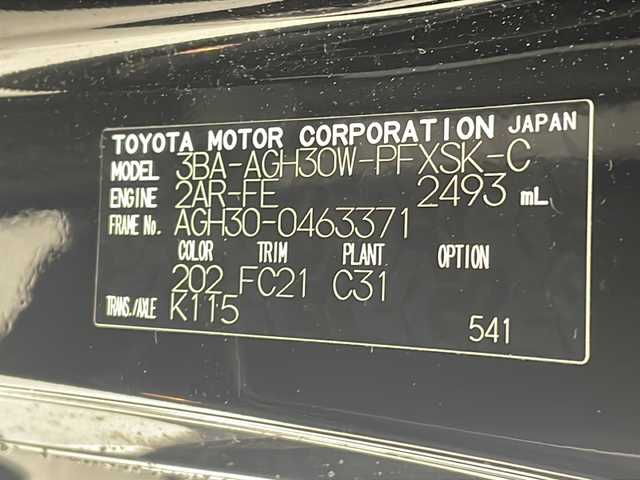 TOYOTA MOTOR CORPORATION JAPAN
MODEL 3BA-AGH30W-PFXSK-C
ENGINE 2AR-FE 2493 mL
FRAME No. AGH30-0463371
COLOR TRIM PLANT OPTION
202 FC21 C31
TRANS./AXLE K115
541